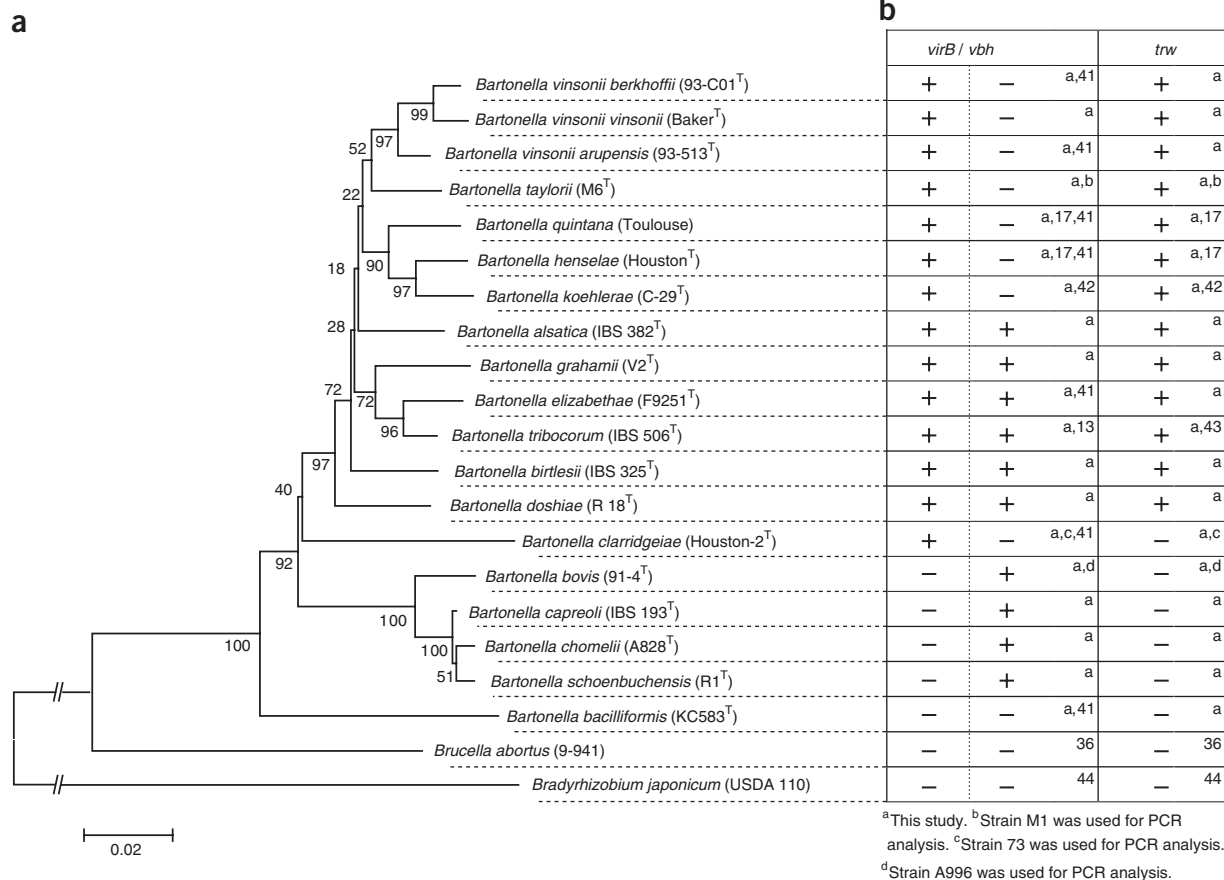 a
b
virB / vbh trw
Bartonella vinsonii berkhoffii (93-C01T) + − a,41 + a
Bartonella vinsonii vinsonii (BakerT) + − a + a
Bartonella vinsonii arupensis (93-513T) + − a,41 + a
Bartonella taylorii (M6T) + − a,b + a,b
Bartonella quintana (Toulouse) + − a,17,41 + a,17
Bartonella henselae (HoustonT) + − a,17,41 + a,17
Bartonella koehlerae (C-29T) + − a,42 + a,42
Bartonella alsatica (IBS 382T) + + a + a
Bartonella grahamii (V2T) + + a + a
Bartonella elizabethae (F9251T) + + a,41 + a
Bartonella tribocorum (IBS 506T) + + a,13 + a,43
Bartonella birtlesii (IBS 325T) + + a + a
Bartonella doshiae (R 18T) + + a + a
Bartonella clarridgeiae (Houston-2T) + − a,c,41 − a,c
Bartonella bovis (91-4T) − + a,d − a,d
Bartonella capreoli (IBS 193T) − + a − a
Bartonella chomelii (A828T) − + a − a
Bartonella schoenbuchensis (R1T) − + a − a
Bartonella bacilliformis (KC583T) − − a,41 − a
Brucella abortus (9-941) − − 36 − 36
Bradyrhizobium japonicum (USDA 110) − − 44 − 44
99
97
52
22
90
97
18
28
72
72
96
97
40
92
100
100
51
100
0.02
aThis study. bStrain M1 was used for PCR
analysis. cStrain 73 was used for PCR analysis.
dStrain A996 was used for PCR analysis.